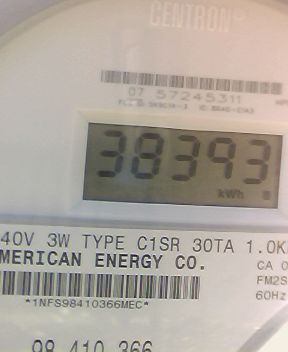 CENTRON®
07 57245311
38393
kWh
40V 3W TYPE C1SR 30TA 1.0K
MERICAN ENERGY CO.
CA 0
FM2S
60Hz
*1NFS98410366MEC*
98 410 366